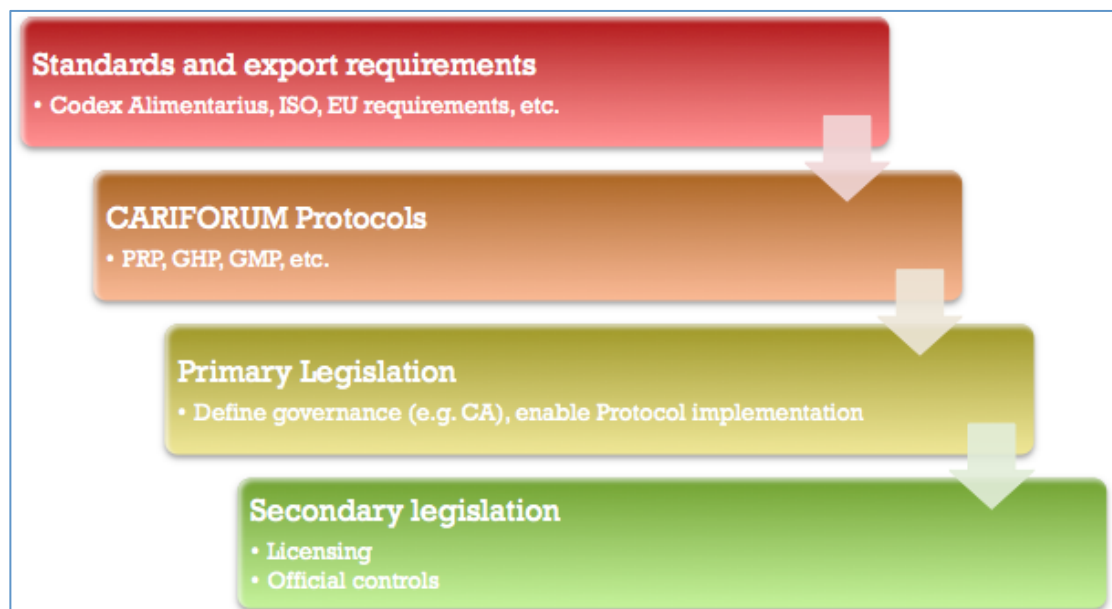 Standards and export requirements
• Codex Alimentarius, ISO, EU requirements, etc.
CARIFORUM Protocols
• PRP, GHP, GMP, etc.
Primary Legislation
• Define governance (e.g. CA), enable Protocol implementation
Secondary legislation
• Licensing
• Official controls